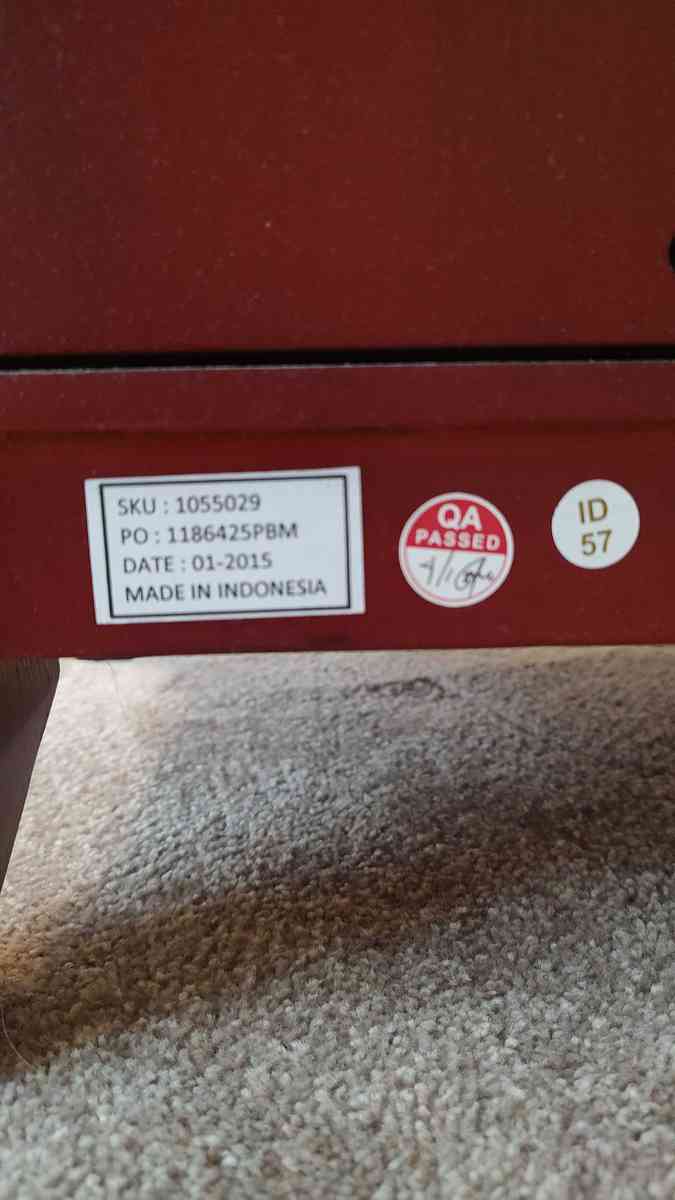 SKU : 1055029
PO : 1186425PBM
DATE : 01-2015
MADE IN INDONESIA
QA
PASSED
ID
57